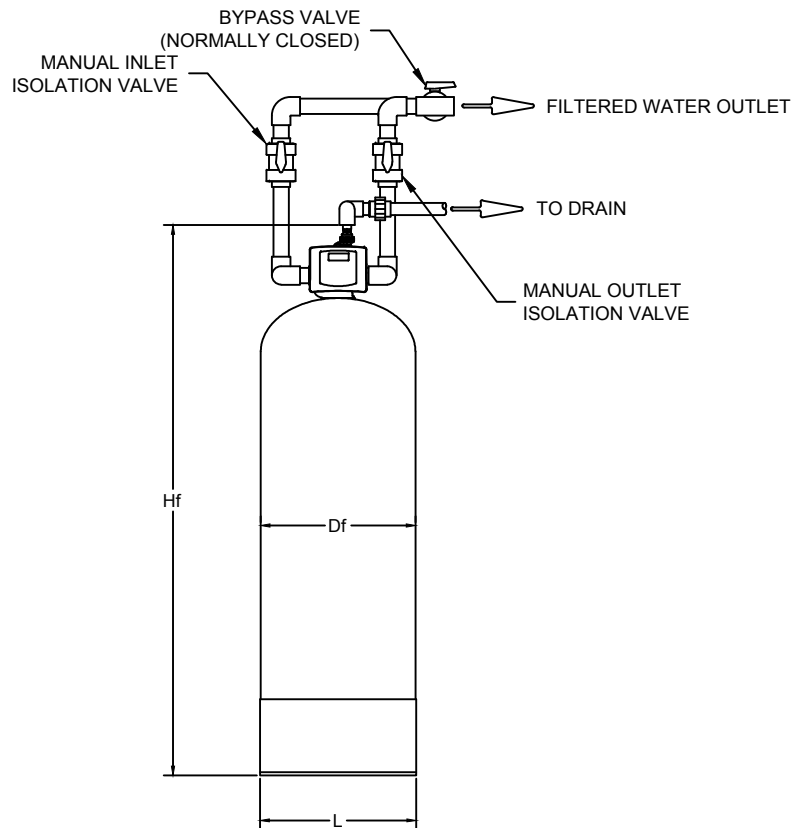 BYPASS VALVE
(NORMALLY CLOSED)
MANUAL INLET
ISOLATION VALVE
FILTERED WATER OUTLET
TO DRAIN
MANUAL OUTLET
ISOLATION VALVE
Hf
Df
L